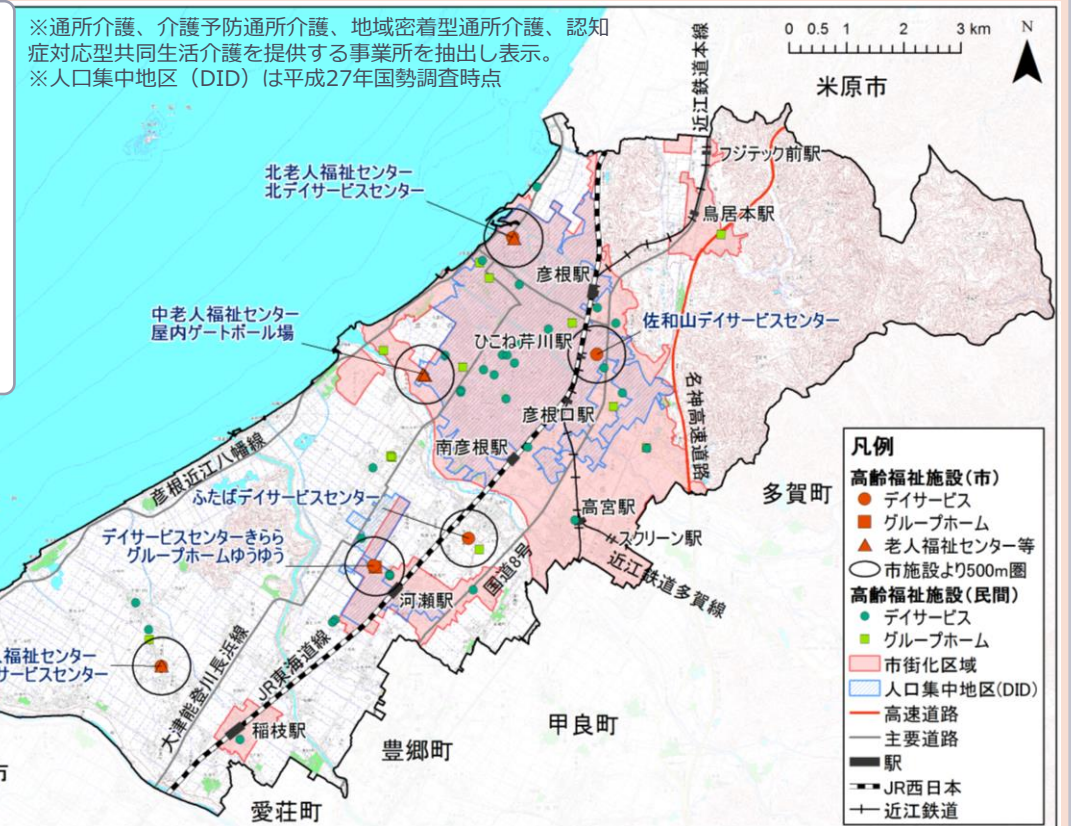 ※通所介護、介護予防通所介護、地域密着型通所介護、認知
症対応型共同生活介護を提供する事業所を抽出し表示。
※人口集中地区（DID）は平成27年国勢調査時点
0 0.5 1 2 3 km
N
米原市
近江鉄道本線
フジテック前駅
鳥居本駅
北老人福祉センター
北デイサービスセンター
彦根駅
中老人福祉センター
屋内ゲートボール場
ひこね芹川駅
佐和山デイサービスセンター
名神高速道路
彦根口駅
南彦根駅
彦根近江八幡線
多賀町
ふたばデイサービスセンター
高宮駅
スクリーン駅
デイサービスセンターきらら
グループホームゆうゆう
国道8号
近江鉄道多賀線
河瀬駅
人福祉センター
サービスセンター
大津能登川長浜線
JR東海道線
稲枝駅
甲良町
豊郷町
愛荘町
市
凡例
高齢福祉施設(市)
デイサービス
グループホーム
老人福祉センター等
市施設より500m圏
高齢福祉施設(民間)
デイサービス
グループホーム
市街化区域
人口集中地区(DID)
高速道路
主要道路
駅
JR西日本
近江鉄道